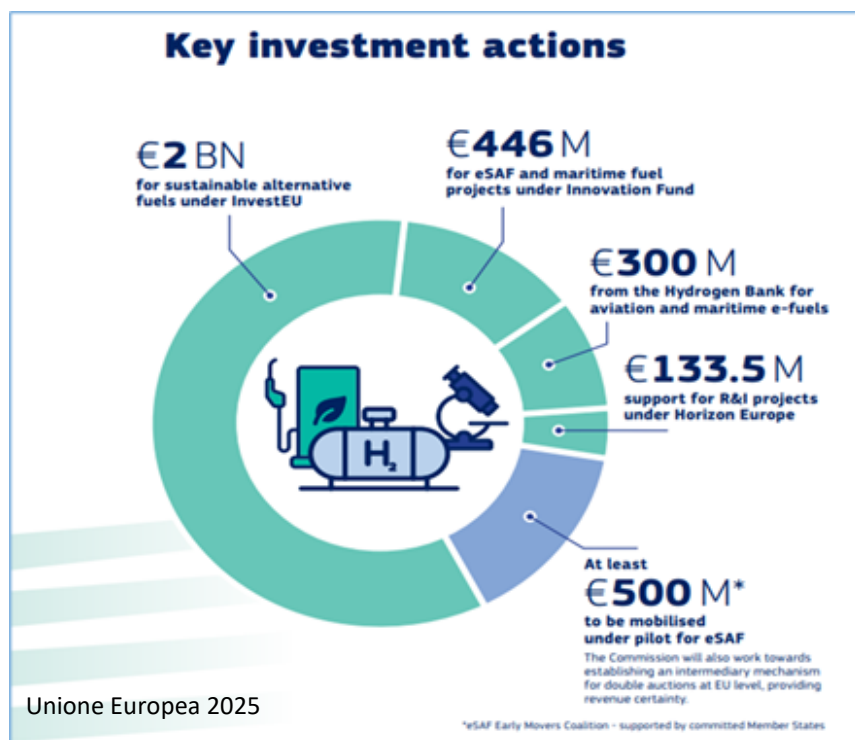 Key investment actions
€2 BN
for sustainable alternative
fuels under InvestEU
€446 M
for eSAF and maritime fuel
projects under Innovation Fund
€300 M
from the Hydrogen Bank for
aviation and maritime e-fuels
€133.5 M
support for R&I projects
under Horizon Europe
H₂
At least
€500 M*
to be mobilised
under pilot for eSAF
The Commission will also work towards
establishing an intermediary mechanism
for double auctions at EU level, providing
revenue certainty.
Unione Europea 2025
*eSAF Early Movers Coalition - supported by committed Member States